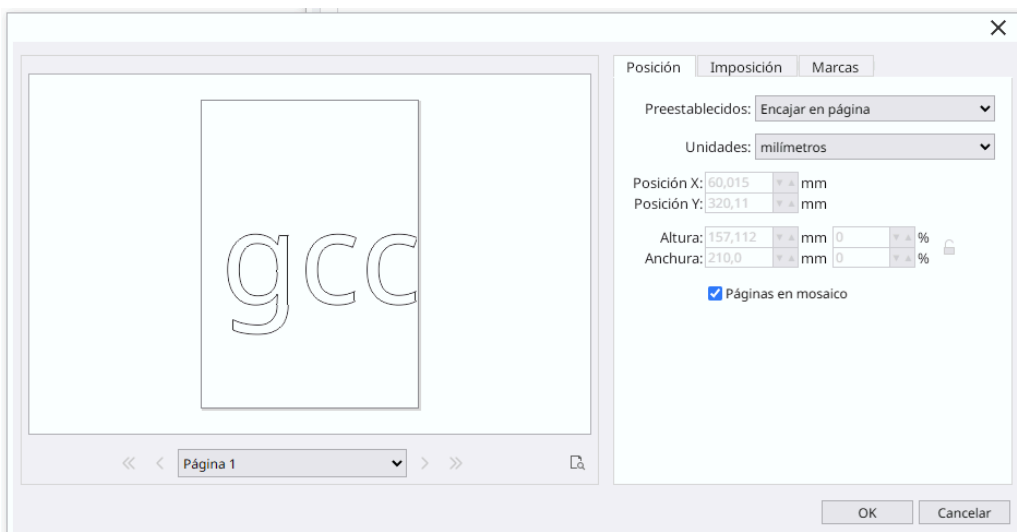 Posición Imposición Marcas
Preestablecidos: Encajar en página
Unidades: milímetros
Posición X: 60,015 mm
Posición Y: 320,11 mm
Altura: 157,112 mm 0 %
Anchura: 210,0 mm 0 %
Páginas en mosaico
gcc
Página 1
OK Cancelar